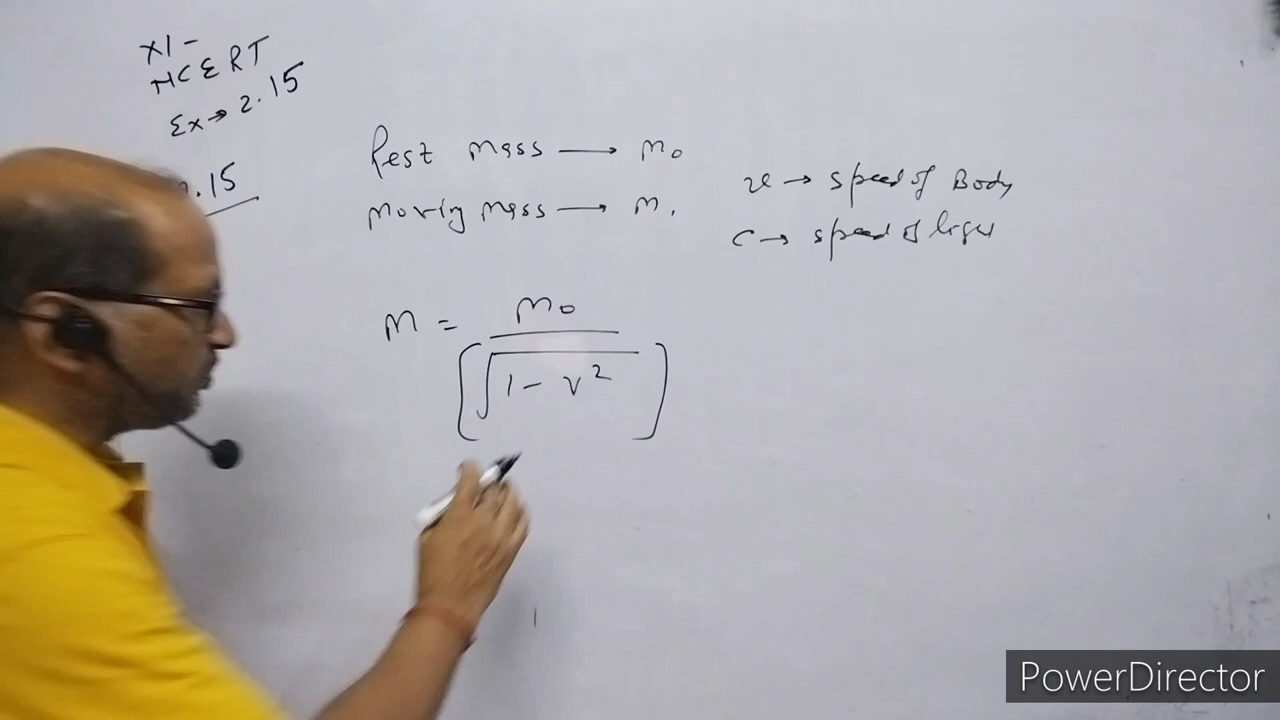 XI -
NCERT
Ex → 2.15
2.15
Rest mass → m₀
moving mass → m.
v → speed of Body
c → speed of light
m = m₀
[√1 - v²]
PowerDirector